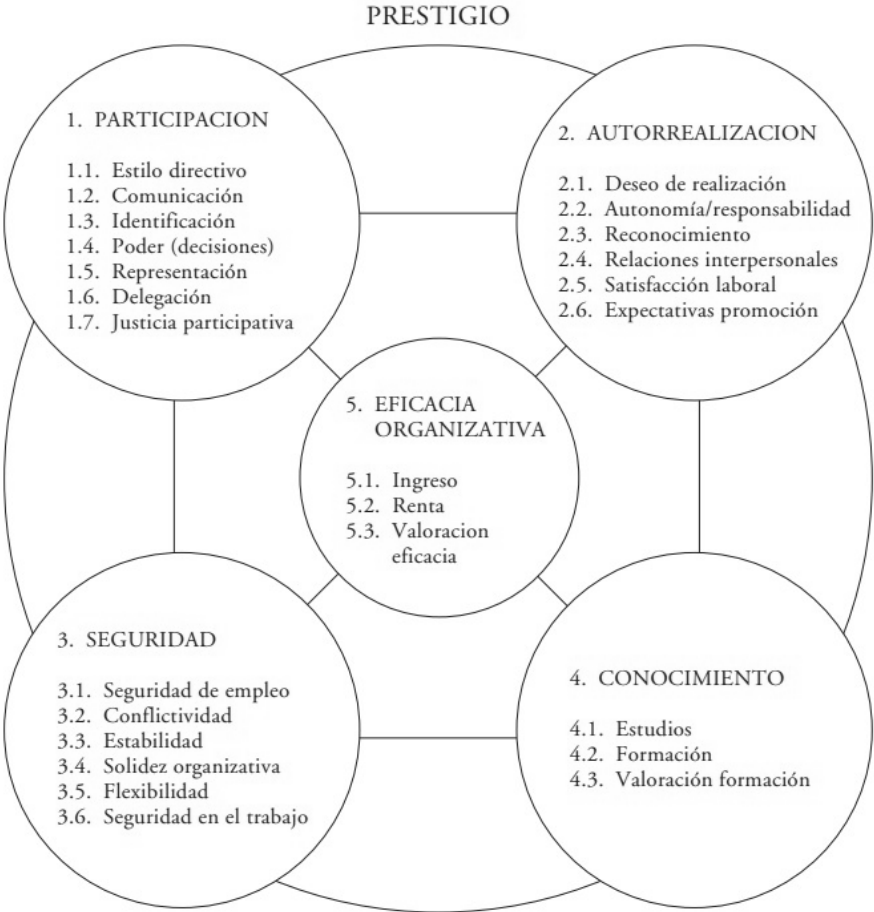 PRESTIGIO
1. PARTICIPACION
1.1. Estilo directivo
1.2. Comunicación
1.3. Identificación
1.4. Poder (decisiones)
1.5. Representación
1.6. Delegación
1.7. Justicia participativa
2. AUTORREALIZACION
2.1. Deseo de realización
2.2. Autonomía/responsabilidad
2.3. Reconocimiento
2.4. Relaciones interpersonales
2.5. Satisfacción laboral
2.6. Expectativas promoción
5. EFICACIA
ORGANIZATIVA
5.1. Ingreso
5.2. Renta
5.3. Valoracion
eficacia
3. SEGURIDAD
3.1. Seguridad de empleo
3.2. Conflictividad
3.3. Estabilidad
3.4. Solidez organizativa
3.5. Flexibilidad
3.6. Seguridad en el trabajo
4. CONOCIMIENTO
4.1. Estudios
4.2. Formación
4.3. Valoración formación